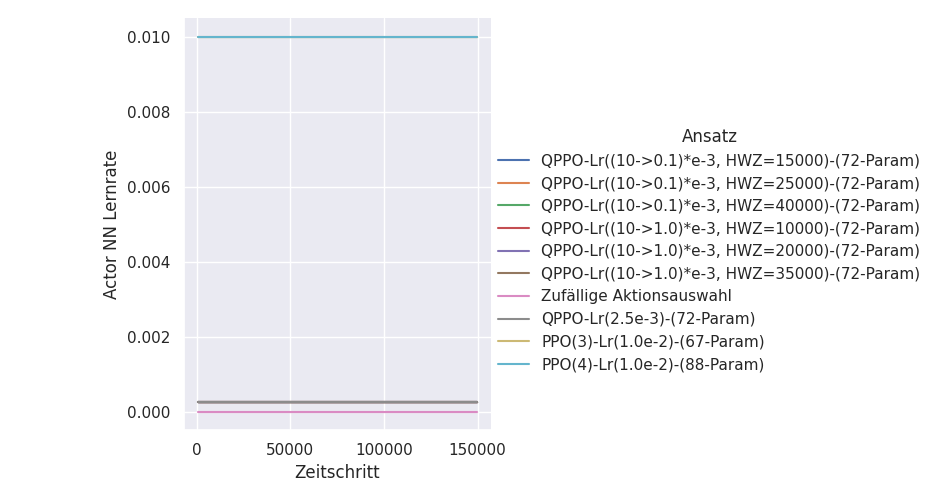 0.010
0.008
0.006
0.004
0.002
0.000
Actor NN Lernrate
0 50000 100000 150000
Zeitschritt
Ansatz
QPPO-Lr((10->0.1)*e-3, HWZ=15000)-(72-Param)
QPPO-Lr((10->0.1)*e-3, HWZ=25000)-(72-Param)
QPPO-Lr((10->0.1)*e-3, HWZ=40000)-(72-Param)
QPPO-Lr((10->1.0)*e-3, HWZ=10000)-(72-Param)
QPPO-Lr((10->1.0)*e-3, HWZ=20000)-(72-Param)
QPPO-Lr((10->1.0)*e-3, HWZ=35000)-(72-Param)
Zufällige Aktionsauswahl
QPPO-Lr(2.5e-3)-(72-Param)
PPO(3)-Lr(1.0e-2)-(67-Param)
PPO(4)-Lr(1.0e-2)-(88-Param)